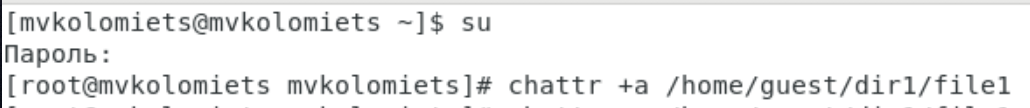 [mvkolomiets@mvkolomiets ~]$ su
Пароль:
[root@mvkolomiets mvkolomiets]# chattr +a /home/guest/dir1/file1